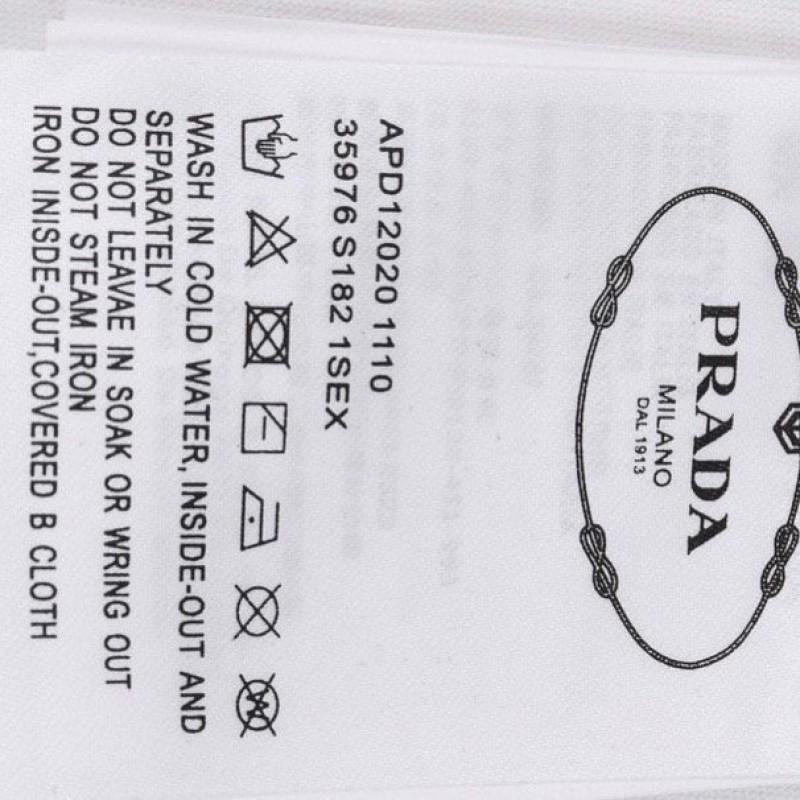 PRADA
MILANO
DAL 1913
APD12020 1110
35976 S182 1SEX
WASH IN COLD WATER, INSIDE-OUT AND
SEPARATELY
DO NOT LEAVAE IN SOAK OR WRING OUT
DO NOT STEAM IRON
IRON INISDE-OUT,COVERED B CLOTH